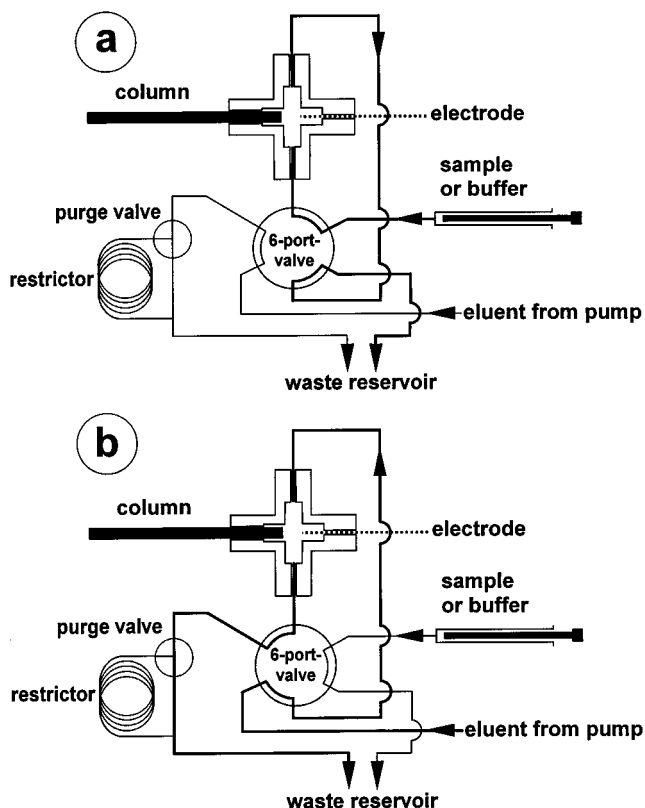 a
column
electrode
sample
or buffer
purge valve
6-port-
valve
restrictor
eluent from pump
waste reservoir
b
column
electrode
sample
or buffer
purge valve
6-port-
valve
restrictor
eluent from pump
waste reservoir